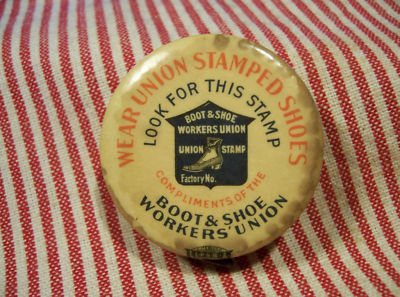 WEAR UNION STAMPED SHOES
LOOK FOR THIS STAMP
BOOT & SHOE
WORKERS UNION
UNION STAMP
Factory No.
COMPLIMENTS OF THE
BOOT & SHOE
WORKERS' UNION